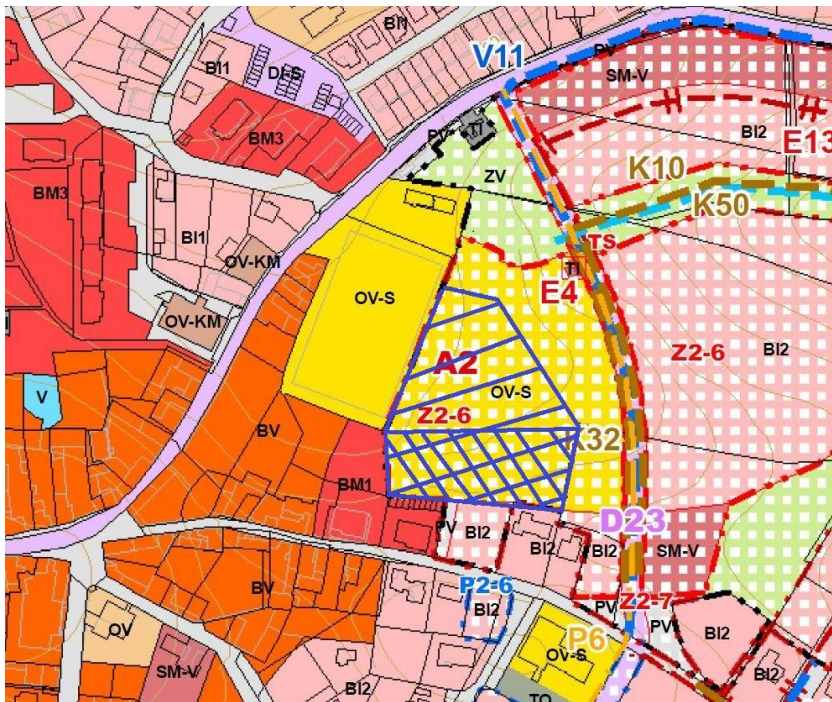 BI1
V11
PV
BI1
DI-S
SM-V
BM3
PV
TI
BI2
E13
K10
ZV
BM3
BI1
K50
OV-KM
TS
TI
OV-S
E4
OV-KM
Z2-6
BI2
A2
OV-S
V
Z2-6
BV
K32
BM1
D23
PV
BI2
BI2
BI2
SM-V
BV
P2-6
BI2
Z2-7
PV
OV
P6
PV
BI2
OV-S
SM-V
BI2
BI2
TO